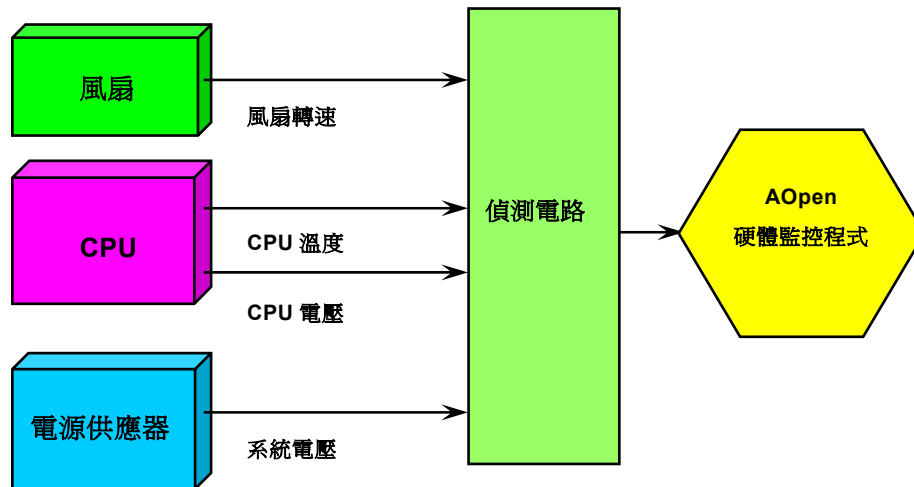 風扇
風扇轉速
CPU
CPU 溫度
CPU 電壓
電源供應器
系統電壓
偵測電路
AOpen
硬體監控程式